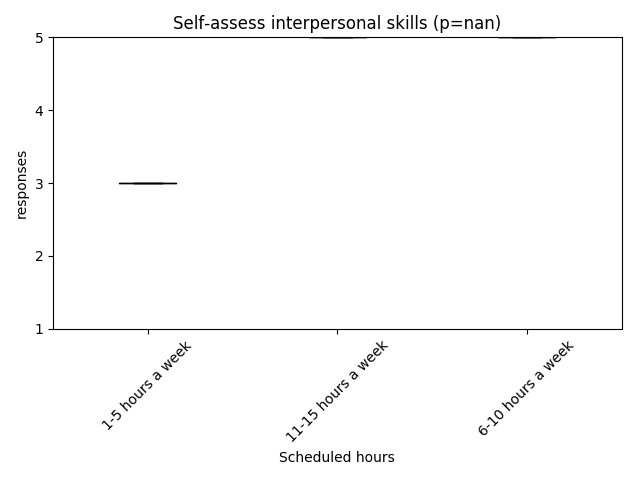 Self-assess interpersonal skills (p=nan)
5
4
3
2
1
responses
1-5 hours a week
11-15 hours a week
6-10 hours a week
Scheduled hours